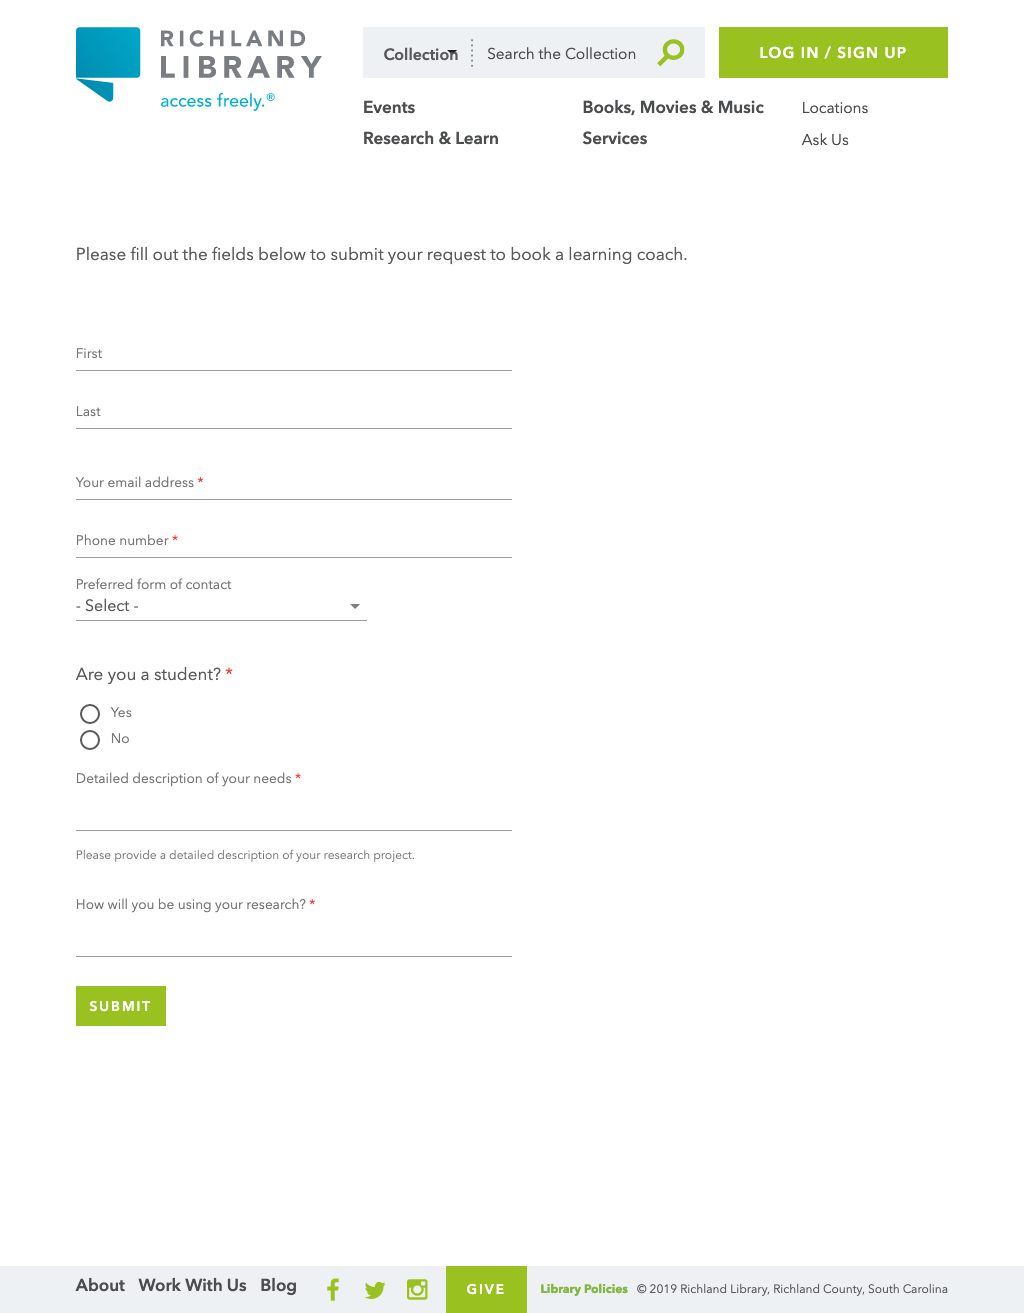 RICHLAND
LIBRARY
access freely.®
Collection
Search the Collection
LOG IN / SIGN UP
Events
Books, Movies & Music
Locations
Research & Learn
Services
Ask Us
Please fill out the fields below to submit your request to book a learning coach.
First
Last
Your email address *
Phone number *
Preferred form of contact
- Select -
Are you a student? *
Yes
No
Detailed description of your needs *
Please provide a detailed description of your research project.
How will you be using your research? *
SUBMIT
About Work With Us Blog
GIVE
Library Policies © 2019 Richland Library, Richland County, South Carolina